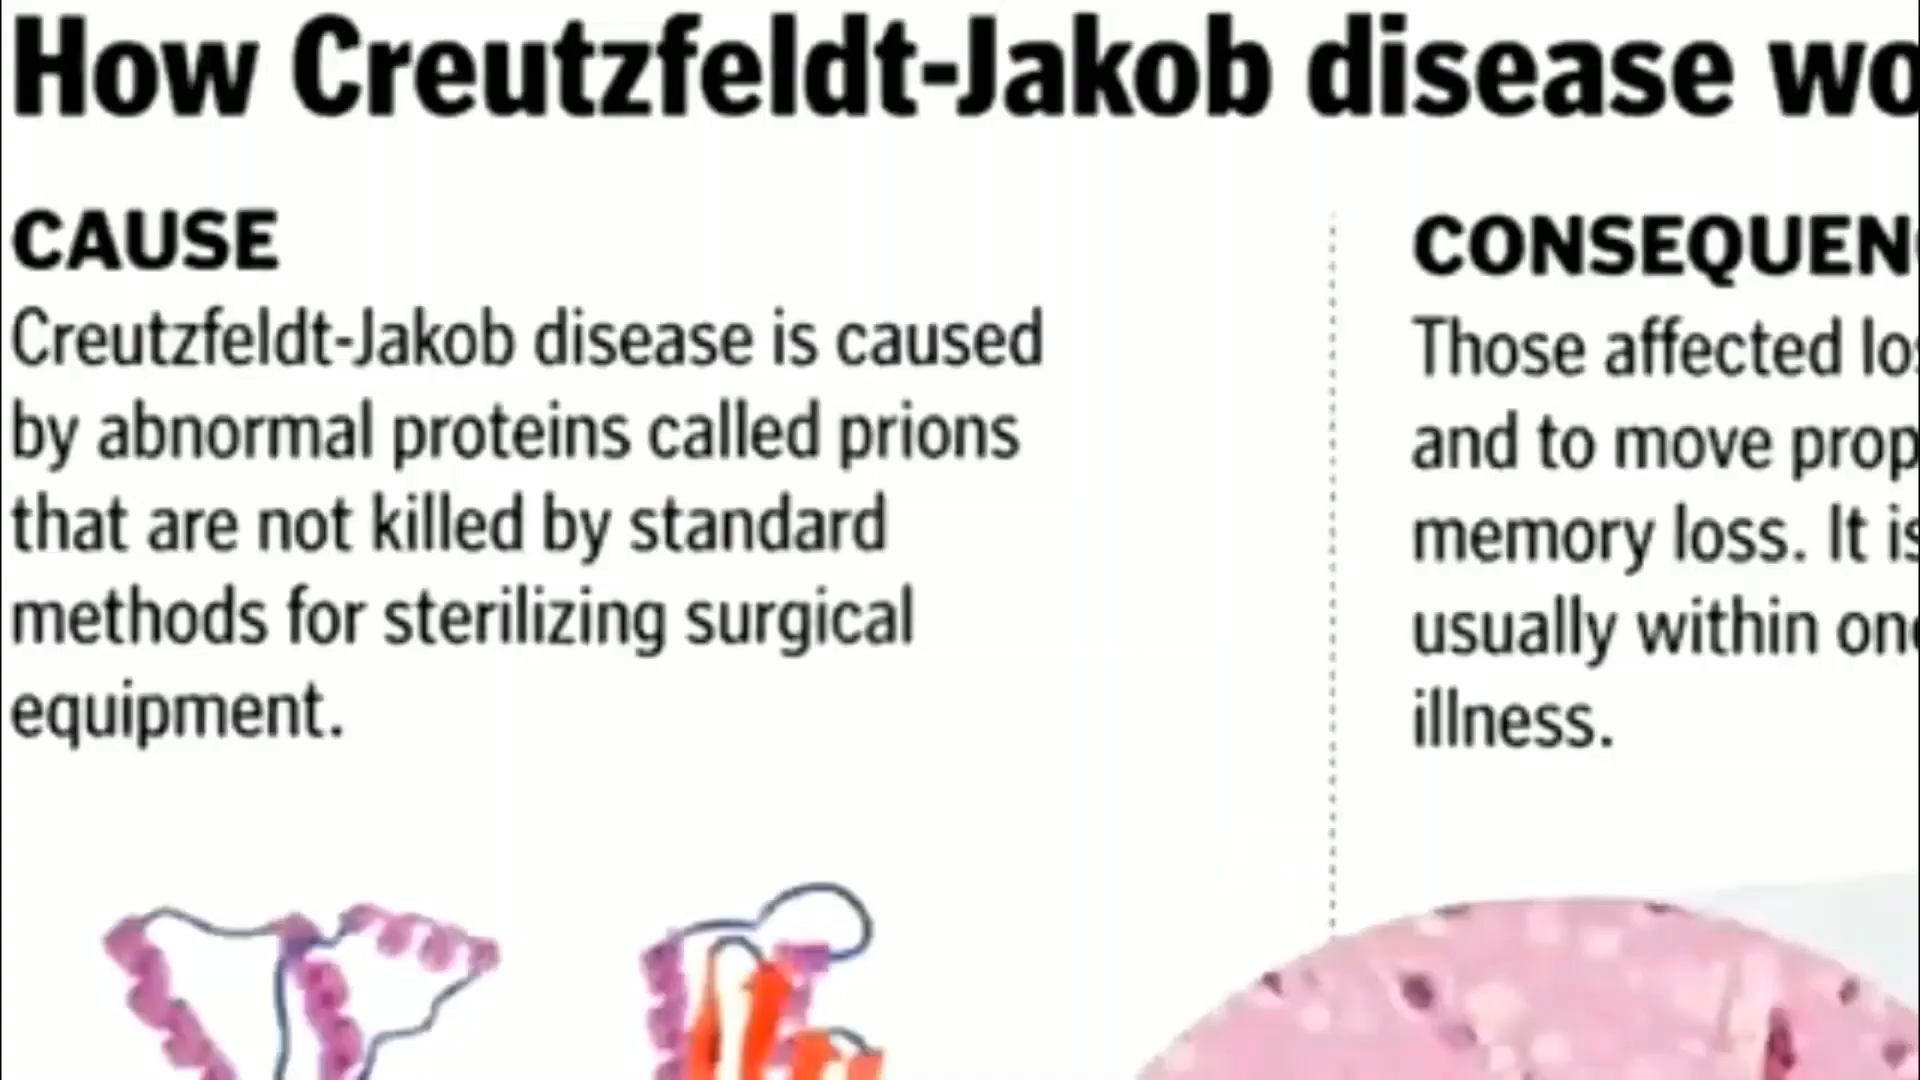 How Creutzfeldt-Jakob disease wo
CAUSE
Creutzfeldt-Jakob disease is caused
by abnormal proteins called prions
that are not killed by standard
methods for sterilizing surgical
equipment.
CONSEQUEN
Those affected los
and to move prop
memory loss. It is
usually within one
illness.